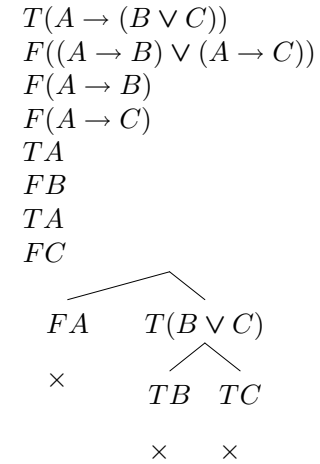 T(A → (B ∨ C))
F((A → B) ∨ (A → C))
F(A → B)
F(A → C)
TA
FB
TA
FC
FA T(B ∨ C)
×
TB TC
× ×